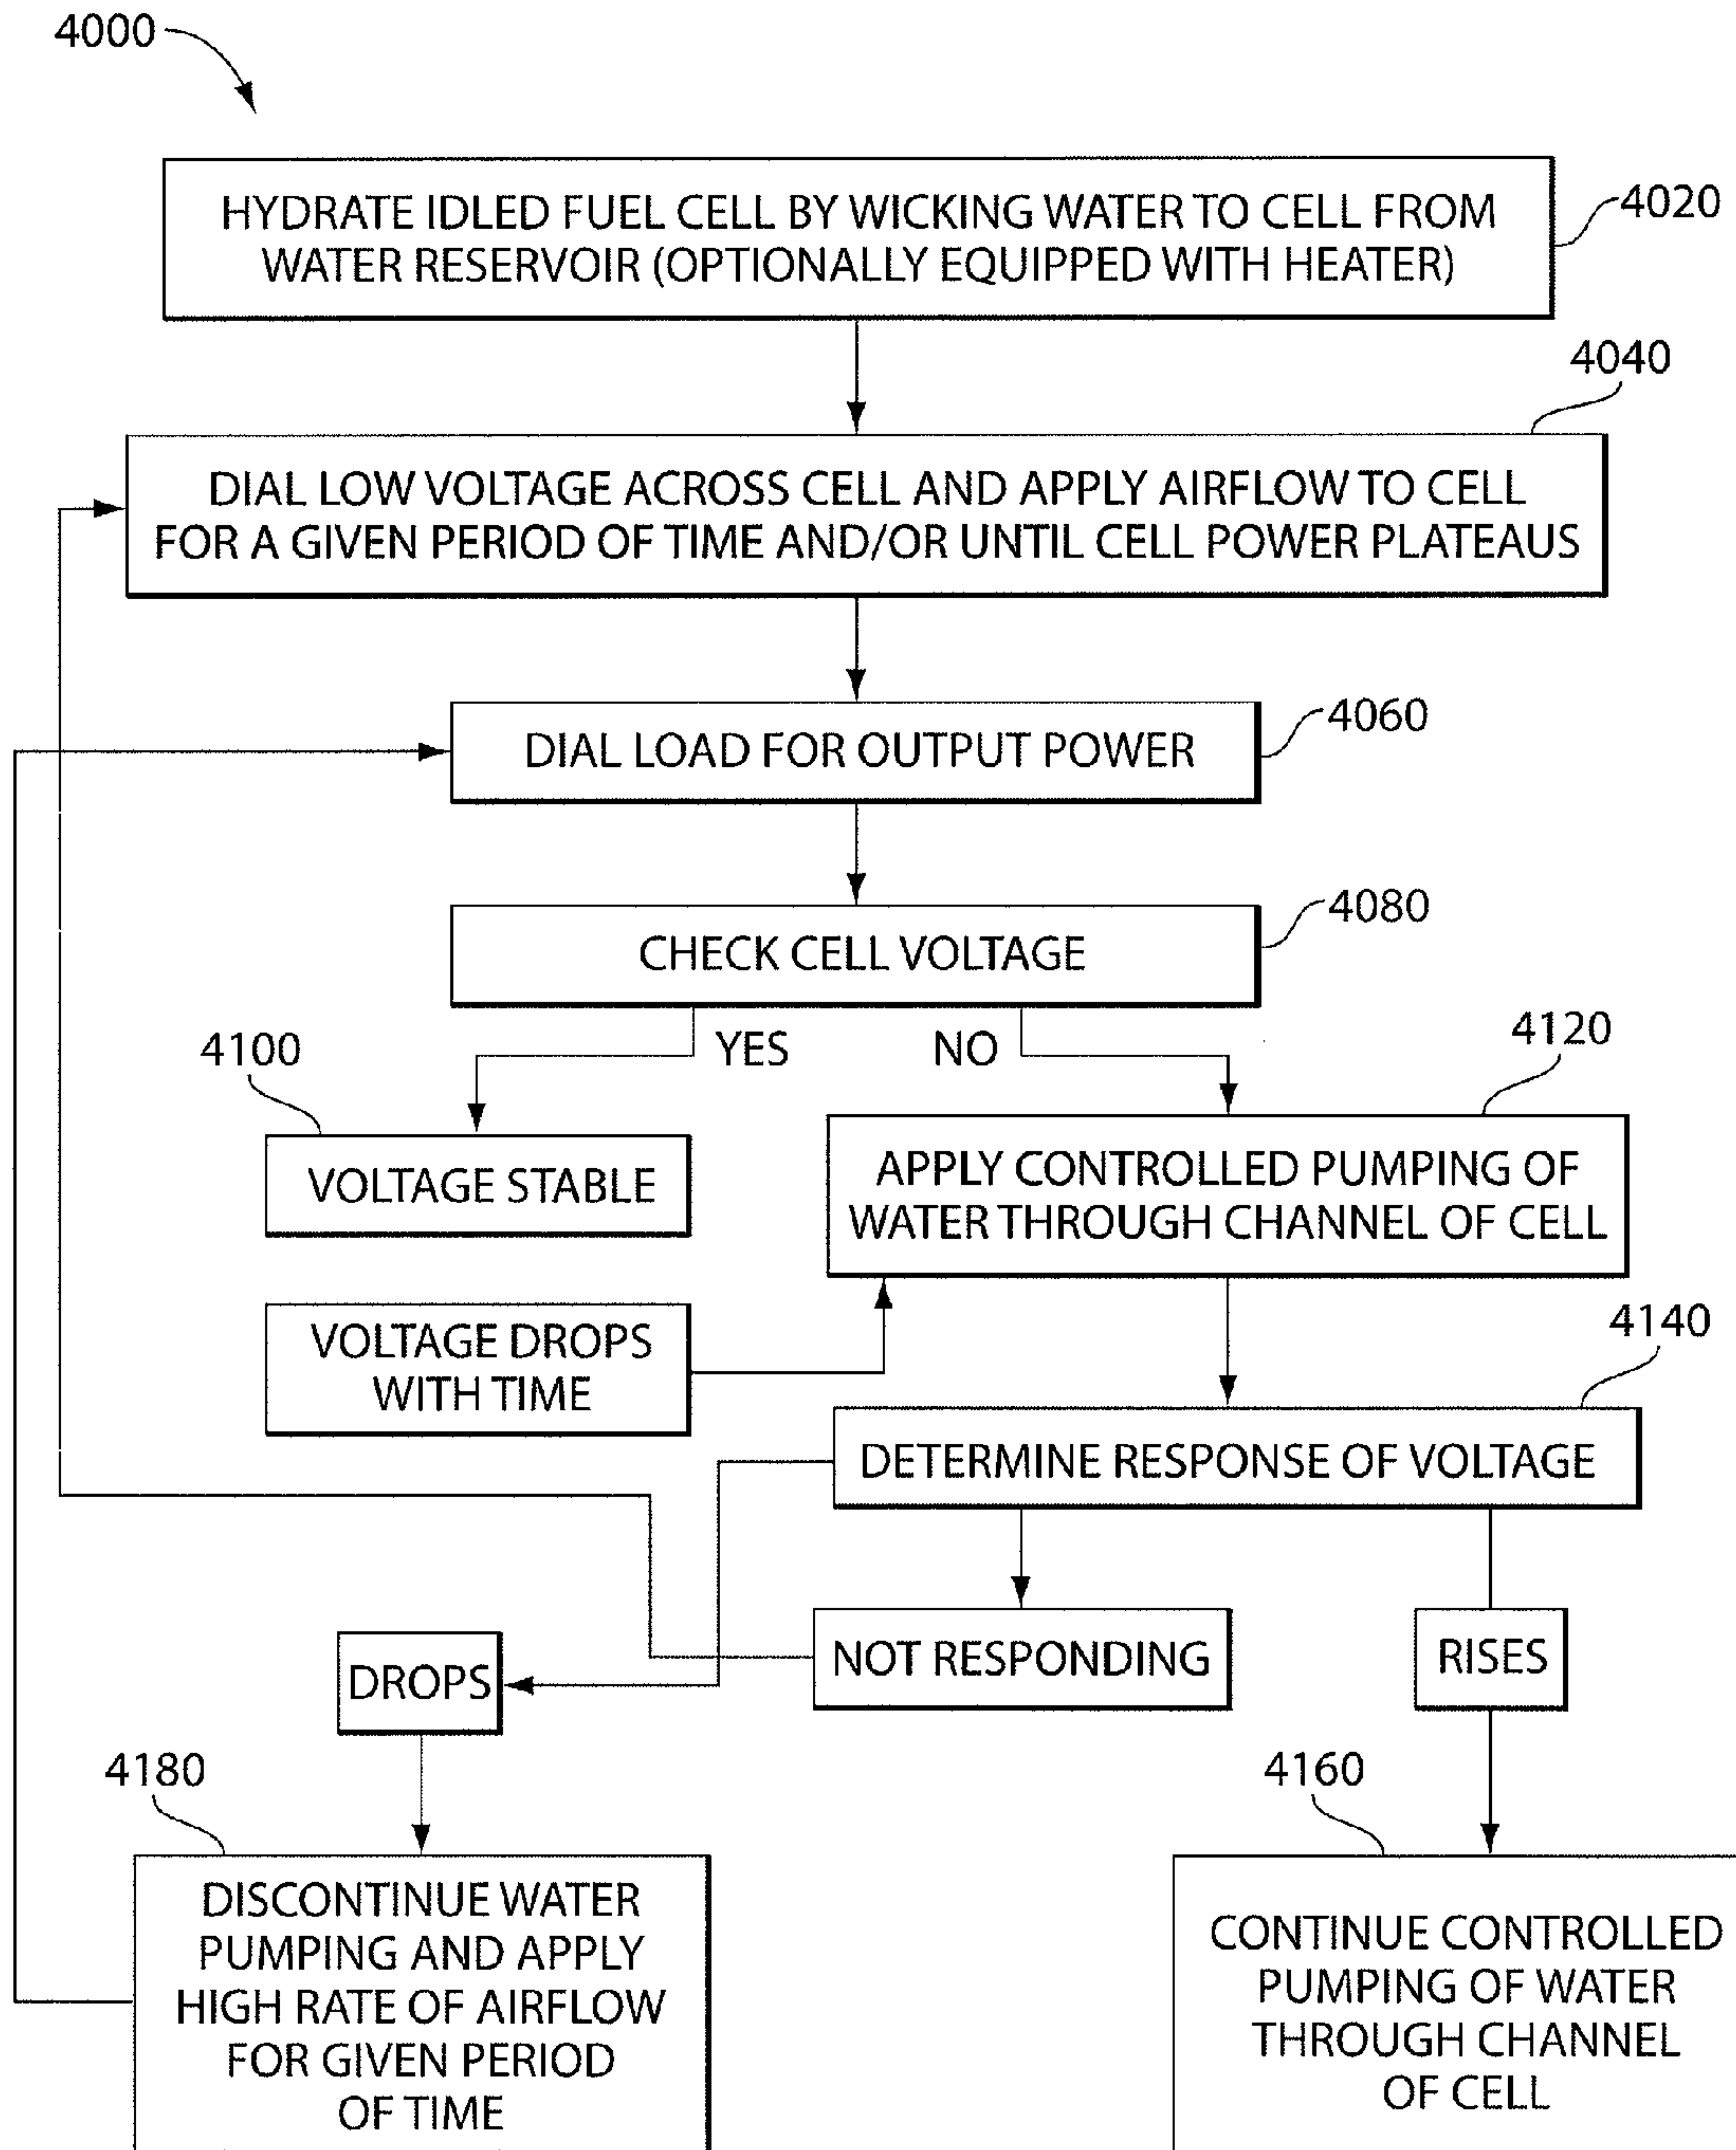 4000
HYDRATE IDLED FUEL CELL BY WICKING WATER TO CELL FROM
WATER RESERVOIR (OPTIONALLY EQUIPPED WITH HEATER)
4020
4040
DIAL LOW VOLTAGE ACROSS CELL AND APPLY AIRFLOW TO CELL
FOR A GIVEN PERIOD OF TIME AND/OR UNTIL CELL POWER PLATEAUS
DIAL LOAD FOR OUTPUT POWER
4060
CHECK CELL VOLTAGE
4080
YES
NO
4100
VOLTAGE STABLE
4120
APPLY CONTROLLED PUMPING OF
WATER THROUGH CHANNEL OF CELL
VOLTAGE DROPS
WITH TIME
4140
DETERMINE RESPONSE OF VOLTAGE
NOT RESPONDING
RISES
DROPS
4180
DISCONTINUE WATER
PUMPING AND APPLY
HIGH RATE OF AIRFLOW
FOR GIVEN PERIOD
OF TIME
4160
CONTINUE CONTROLLED
PUMPING OF WATER
THROUGH CHANNEL
OF CELL